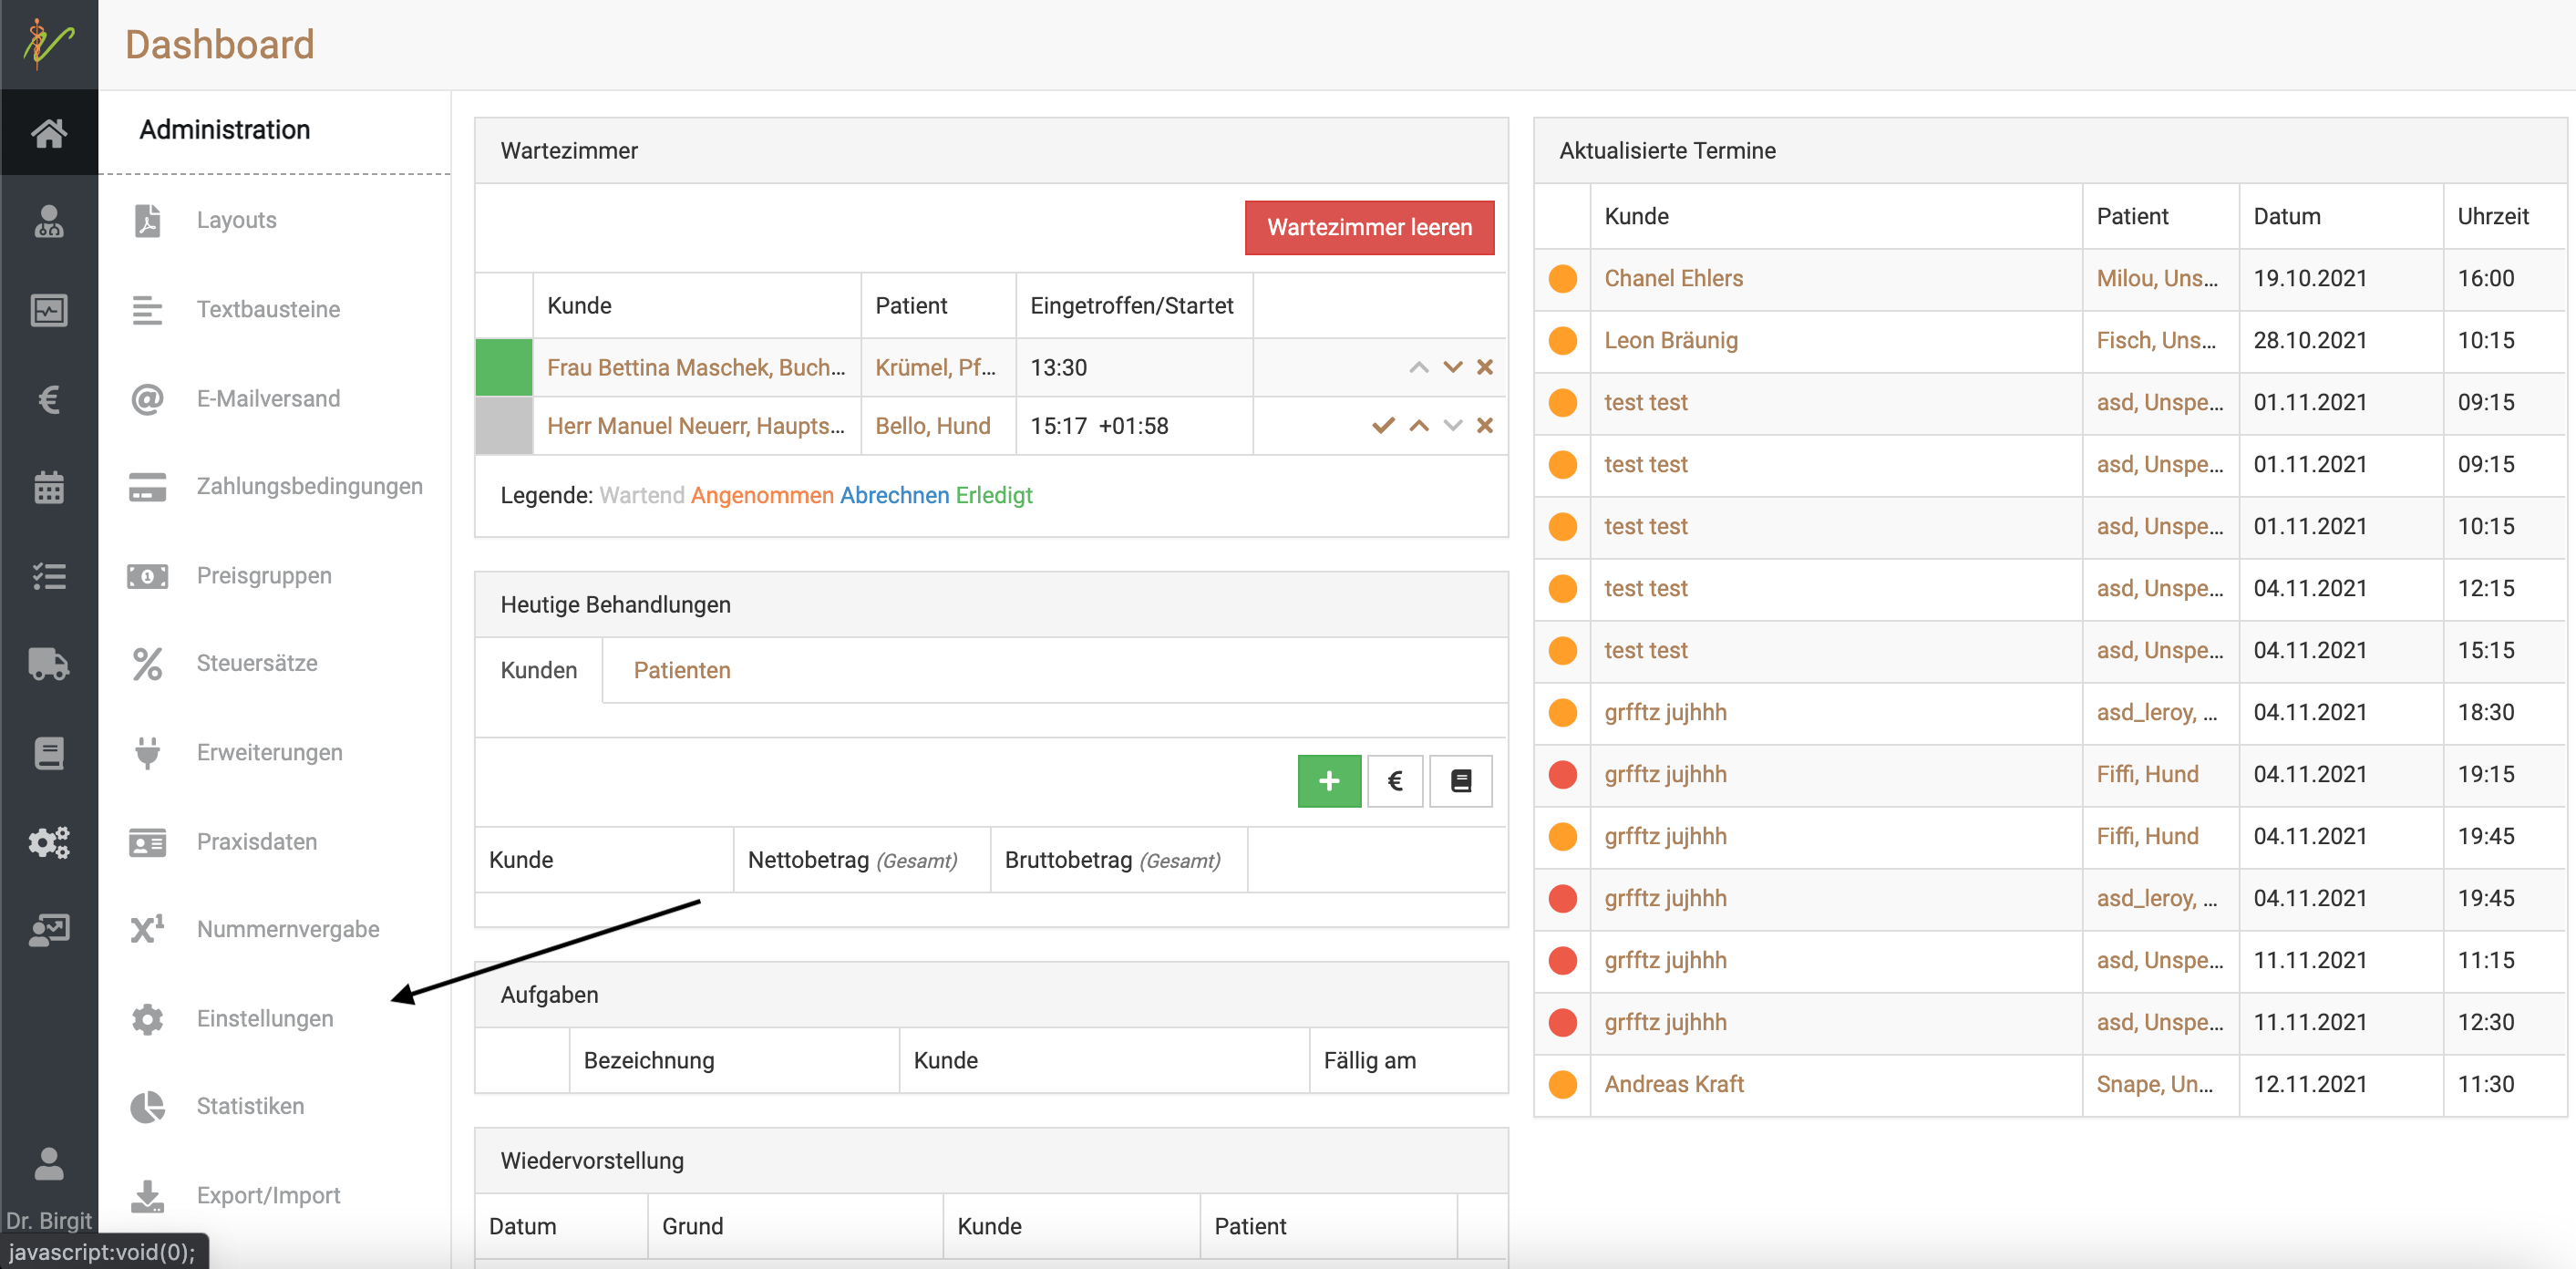 Dashboard
Administration
Layouts
Textbausteine
E-Mailversand
Zahlungsbedingungen
Preisgruppen
Steuersätze
Erweiterungen
Praxisdaten
Nummernvergabe
Einstellungen
Statistiken
Export/Import
Dr. Birgit
javascript:void(0);
Wartezimmer
Wartezimmer leeren
Kunde Patient Eingetroffen/Startet
Frau Bettina Maschek, Buch... Krümel, Pf... 13:30
Herr Manuel Neuerr, Haupts... Bello, Hund 15:17 +01:58
Legende: Wartend Angenommen Abrechnen Erledigt
Heutige Behandlungen
Kunden Patienten
+ €
Kunde Nettobetrag (Gesamt) Bruttobetrag (Gesamt)
Aufgaben
Bezeichnung Kunde Fällig am
Wiedervorstellung
Datum Grund Kunde Patient
Aktualisierte Termine
Kunde Patient Datum Uhrzeit
Chanel Ehlers Milou, Uns... 19.10.2021 16:00
Leon Bräunig Fisch, Uns... 28.10.2021 10:15
test test asd, Unspe... 01.11.2021 09:15
test test asd, Unspe... 01.11.2021 09:15
test test asd, Unspe... 01.11.2021 10:15
test test asd, Unspe... 04.11.2021 12:15
test test asd, Unspe... 04.11.2021 15:15
grfftz jujhhh asd_leroy, ... 04.11.2021 18:30
grfftz jujhhh Fiffi, Hund 04.11.2021 19:15
grfftz jujhhh Fiffi, Hund 04.11.2021 19:45
grfftz jujhhh asd_leroy, ... 04.11.2021 19:45
grfftz jujhhh asd, Unspe... 11.11.2021 11:15
grfftz jujhhh asd, Unspe... 11.11.2021 12:30
Andreas Kraft Snape, Un... 12.11.2021 11:30